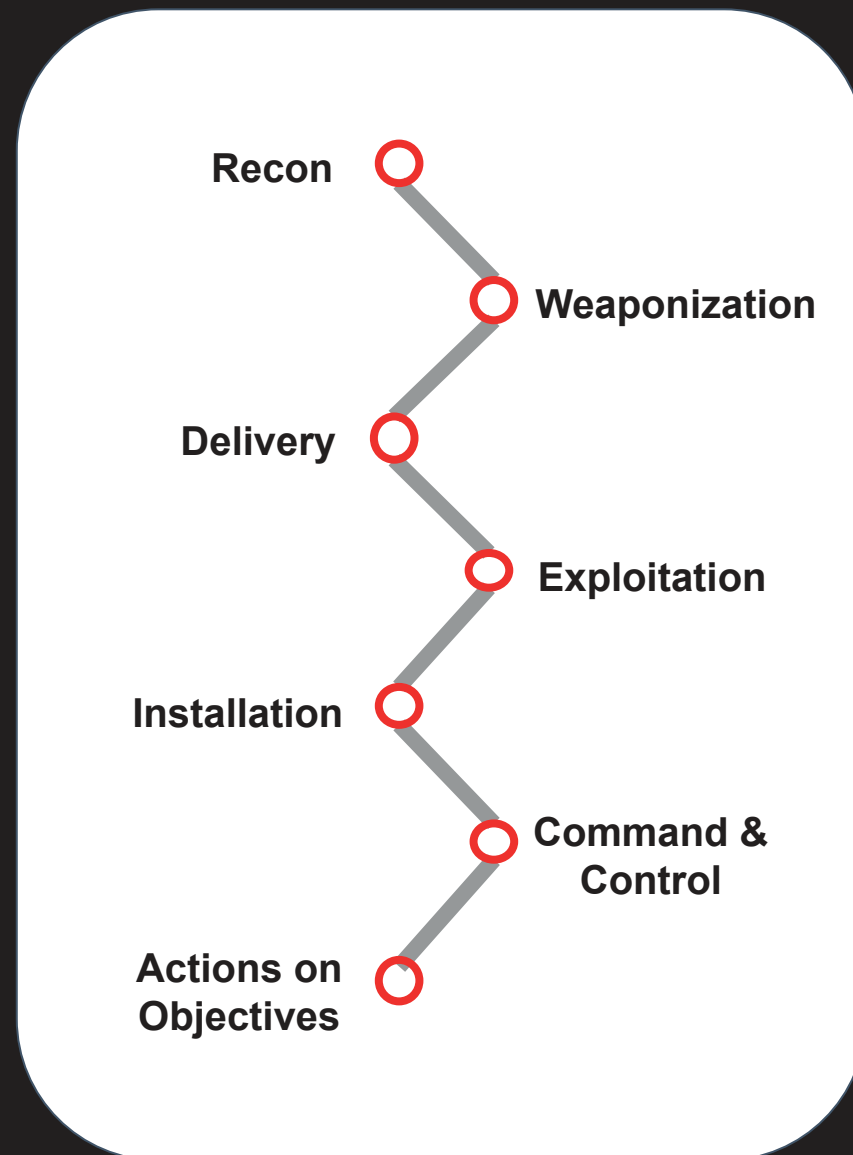 Recon
Weaponization
Delivery
Exploitation
Installation
Command &
Control
Actions on
Objectives